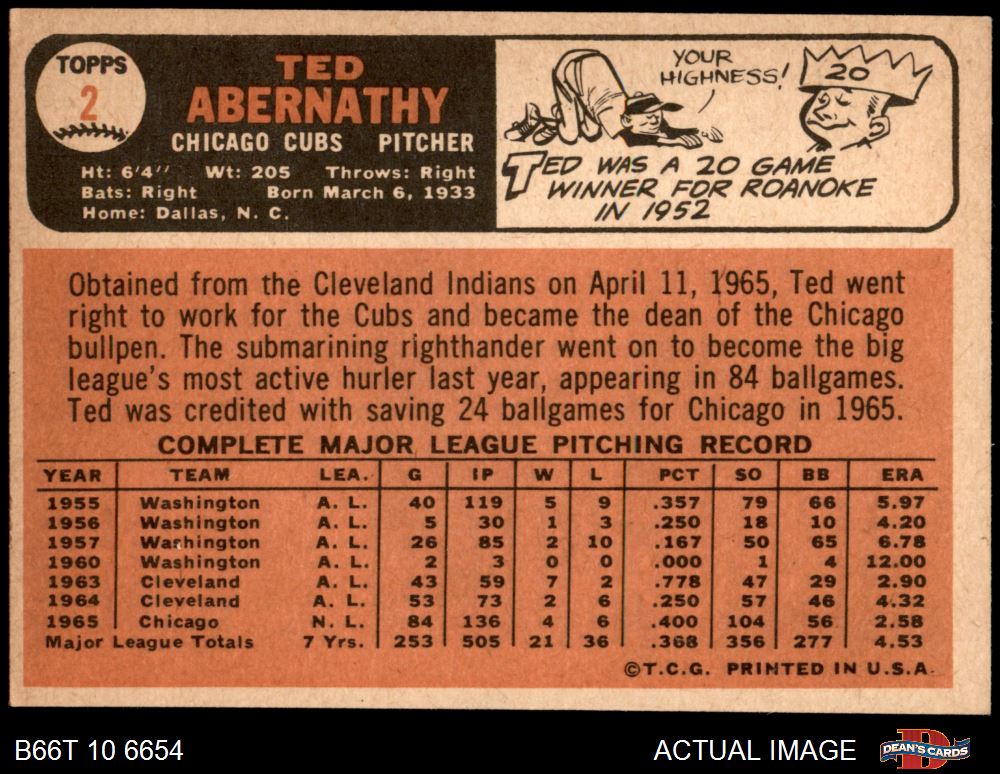 TOPPS
2
TED
ABERNATHY
CHICAGO CUBS PITCHER
Ht: 6'4'' Wt: 205 Throws: Right
Bats: Right Born March 6, 1933
Home: Dallas, N. C.
YOUR
HIGHNESS!
20
TED WAS A 20 GAME
WINNER FOR ROANOKE
IN 1952
Obtained from the Cleveland Indians on April 11, 1965, Ted went
right to work for the Cubs and became the dean of the Chicago
bullpen. The submarining righthander went on to become the big
league's most active hurler last year, appearing in 84 ballgames.
Ted was credited with saving 24 ballgames for Chicago in 1965.
COMPLETE MAJOR LEAGUE PITCHING RECORD
YEAR TEAM LEA. G IP W L PCT SO BB ERA
1955 Washington A. L. 40 119 5 9 .357 79 66 5.97
1956 Washington A. L. 5 30 1 3 .250 18 10 4.20
1957 Washington A. L. 26 85 2 10 .167 50 65 6.78
1960 Washington A. L. 2 3 0 0 .000 1 4 12.00
1963 Cleveland A. L. 43 59 7 2 .778 47 29 2.90
1964 Cleveland A. L. 53 73 2 6 .250 57 46 4.32
1965 Chicago N. L. 84 136 4 6 .400 104 56 2.58
Major League Totals 7 Yrs. 253 505 21 36 .368 356 277 4.53
©T.C.G. PRINTED IN U.S.A.
B66T 10 6654
ACTUAL IMAGE
DEAN'S CARDS